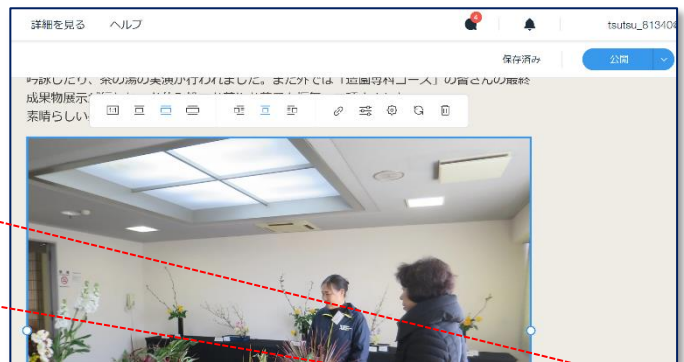 詳細を見る ヘルプ 6 tsutsu_813400
保存済み 公開
吟詠したり、茶の湯の実演が行われました。また外では「造園専科コース」の皆さんの最終
成果物展示
素晴らしい
1:1